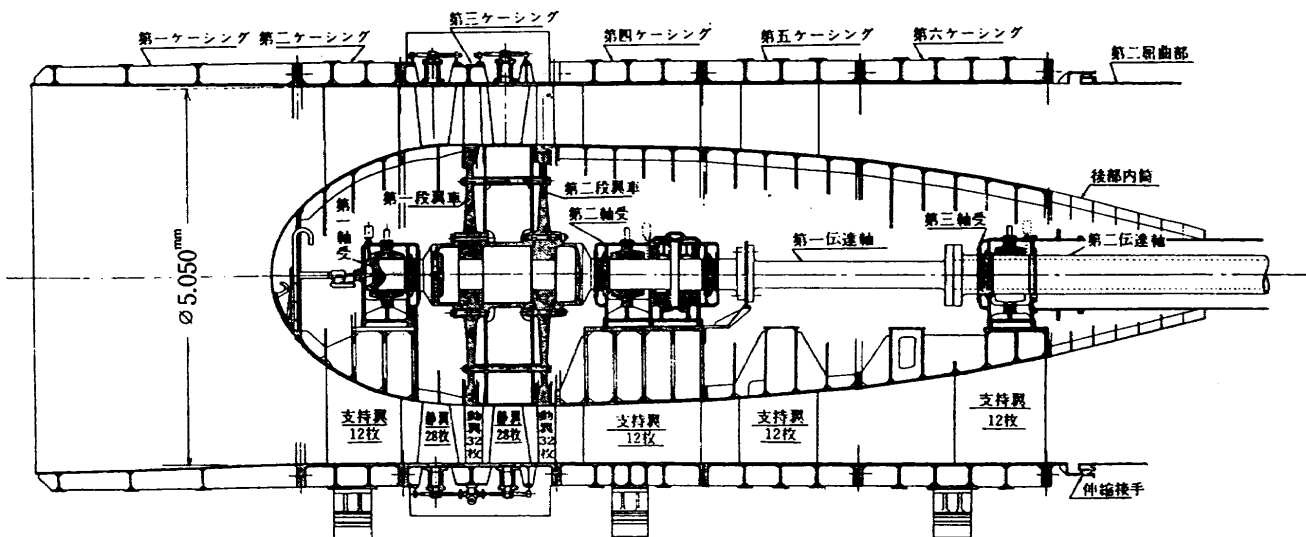 第一ケーシング
第二ケーシング
第三ケーシング
第四ケーシング
第五ケーシング
第六ケーシング
第二屈曲部
第一段翼車
第二段翼車
第一軸受
第二軸受
第三軸受
後部内筒
第一伝達軸
第二伝達軸
∅5.050mm
支持翼
12枚
静翼
28枚
動翼32枚
静翼
28枚
動翼32枚
支持翼
12枚
支持翼
12枚
支持翼
12枚
伸縮接手